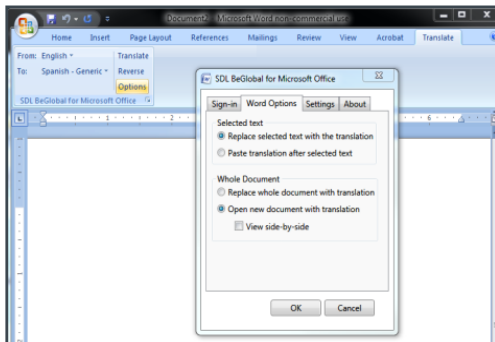 Document2 - Microsoft Word non-commercial use
Home Insert Page Layout References Mailings Review View Acrobat Translate
From: English Translate
To: Spanish - Generic Reverse
Options
SDL BeGlobal for Microsoft Office
SDL BeGlobal for Microsoft Office
Sign-in Word Options Settings About
Selected text
Replace selected text with the translation
Paste translation after selected text
Whole Document
Replace whole document with translation
Open new document with translation
View side-by-side
OK Cancel